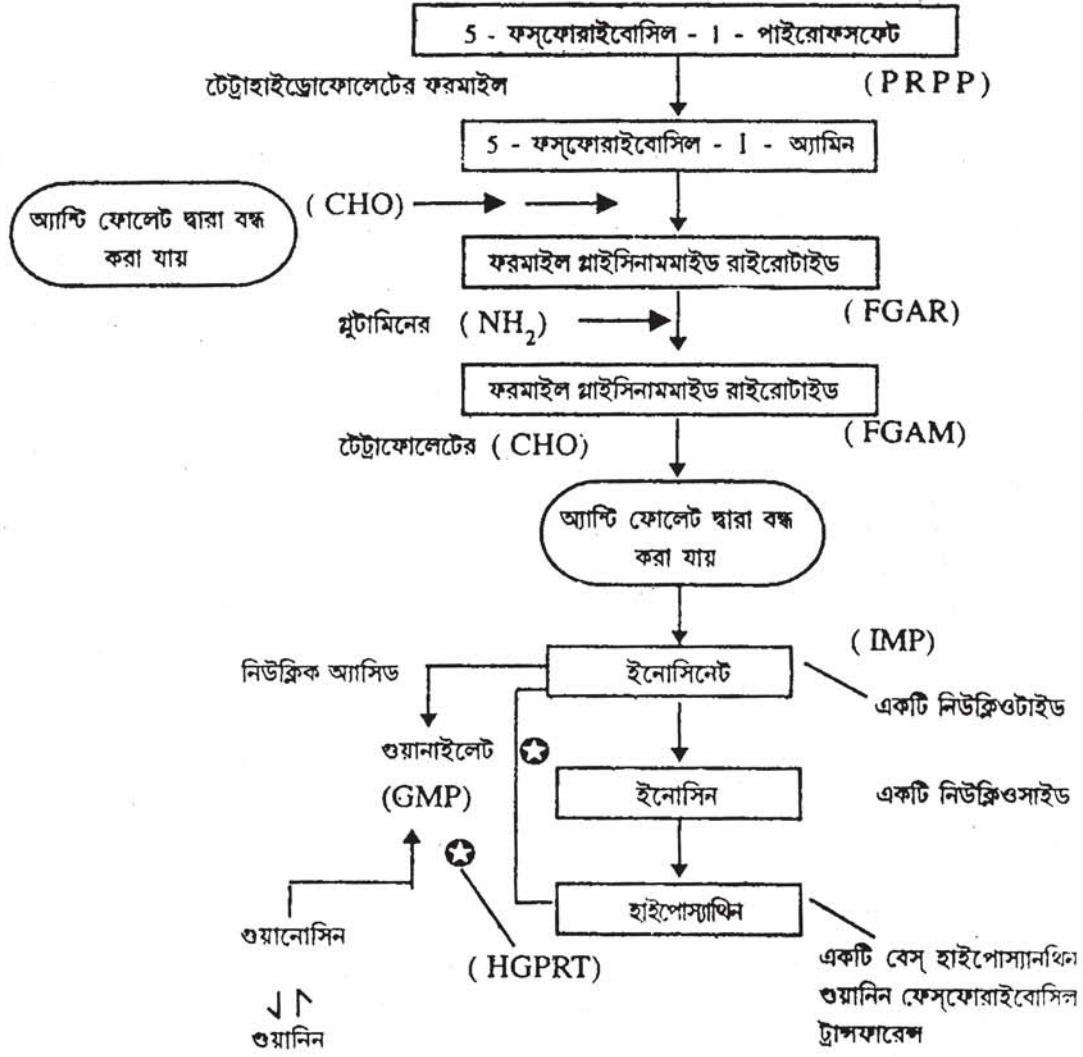 5 - ফস্ফোরাইবোসিল - 1 - পাইরোফসফেট
টেট্রাহাইড্রোফোলেটের ফরমাইল
(PRPP)
5 - ফস্ফোরাইবোসিল - I - অ্যামিন
অ্যান্টি ফোলেট দ্বারা বন্ধ
করা যায়
(CHO)
ফরমাইল গ্লাইসিনামমাইড রাইরোটাইড
(FGAR)
গ্লুটামিনের (NH₂)
ফরমাইল গ্লাইসিনামমাইড রাইরোটাইড
(FGAM)
টেট্রাফোলেটের (CHO)
অ্যান্টি ফোলেট দ্বারা বন্ধ
করা যায়
(IMP)
নিউক্লিক অ্যাসিড
ইনোসিনেট
একটি নিউক্লিওটাইড
গুয়ানাইলেট
(GMP)
ইনোসিন
একটি নিউক্লিওসাইড
হাইপোস্যাথিন
গুয়ানোসিন
(HGPRT)
একটি বেস্ হাইপোস্যানথিন
গুয়ানিন ফেস্ফোরাইবোসিল
ট্রান্সফারেন্স
গুয়ানিন